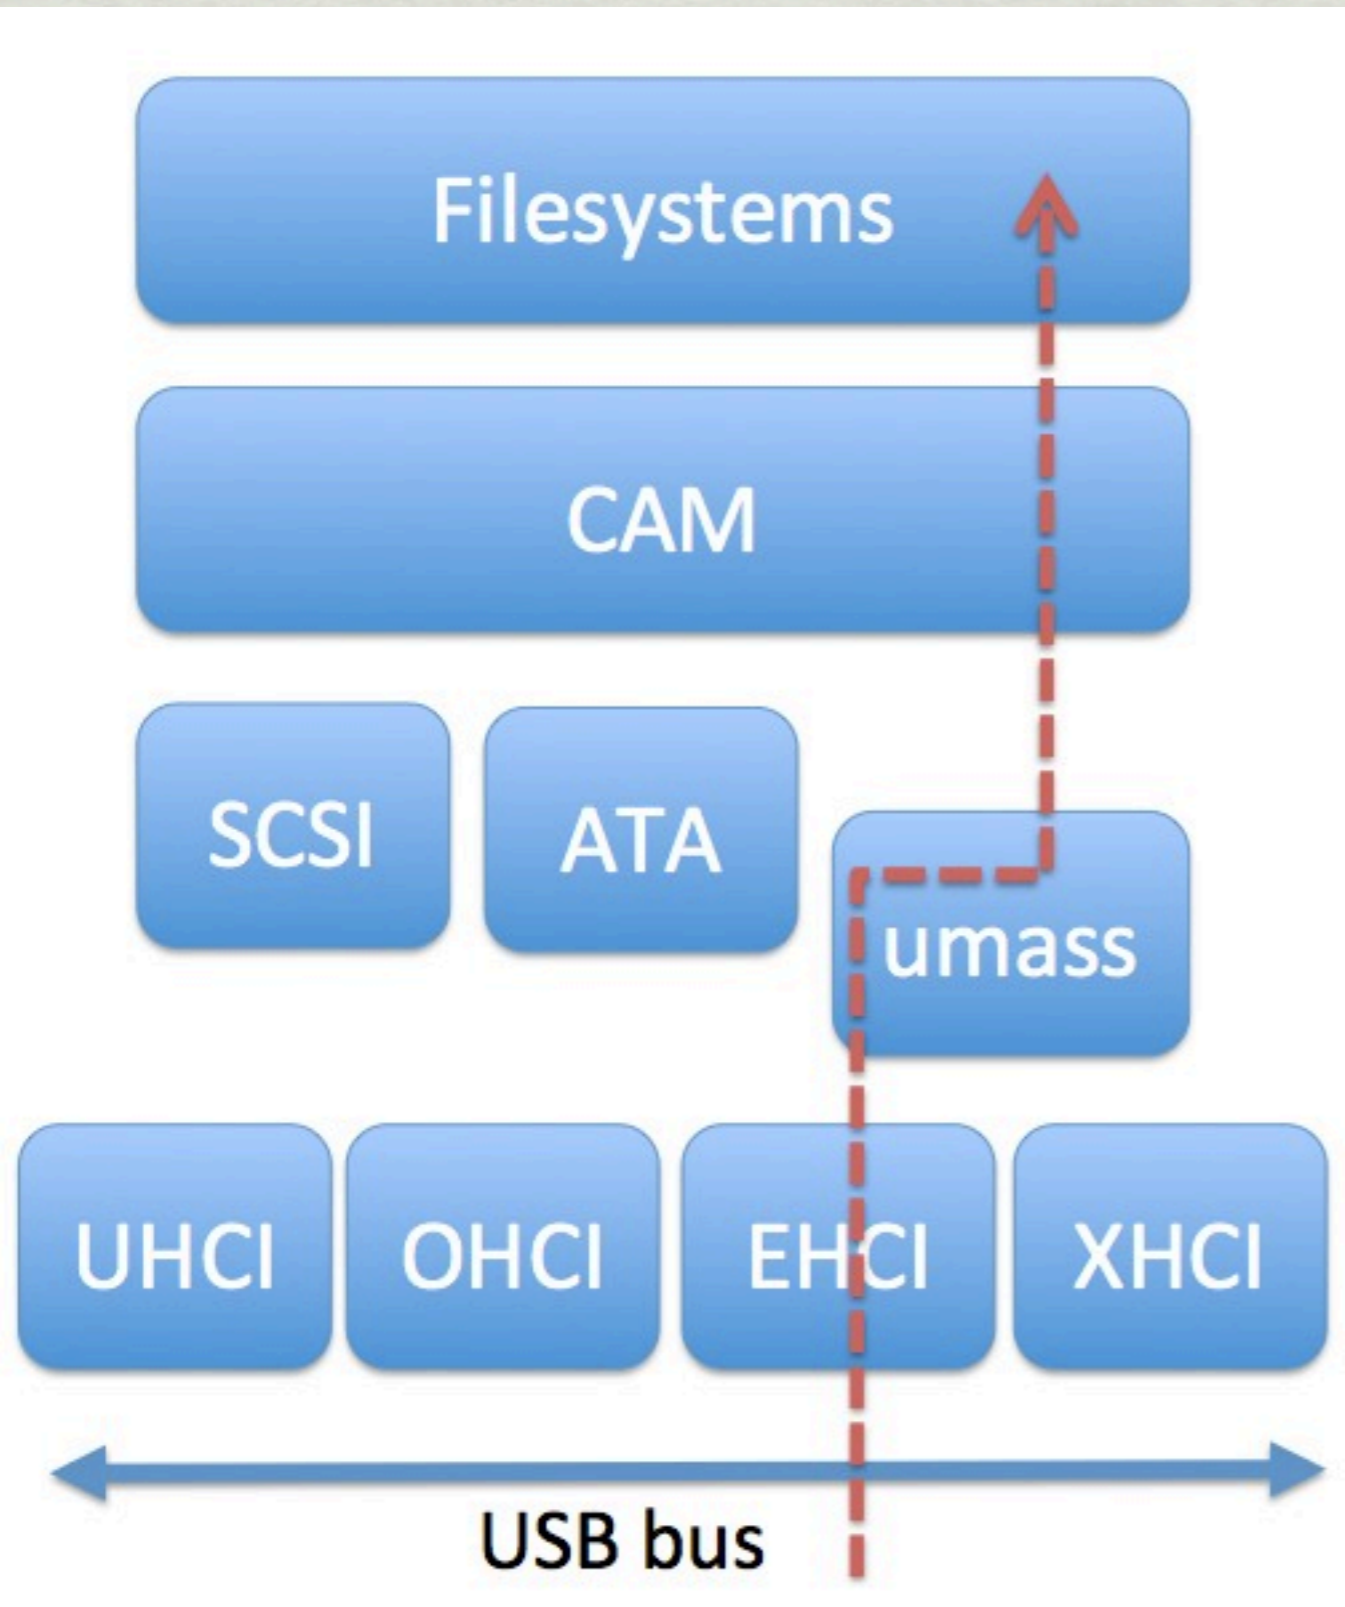 Filesystems
CAM
SCSI
ATA
umass
UHCI
OHCI
EHCI
XHCI
USB bus